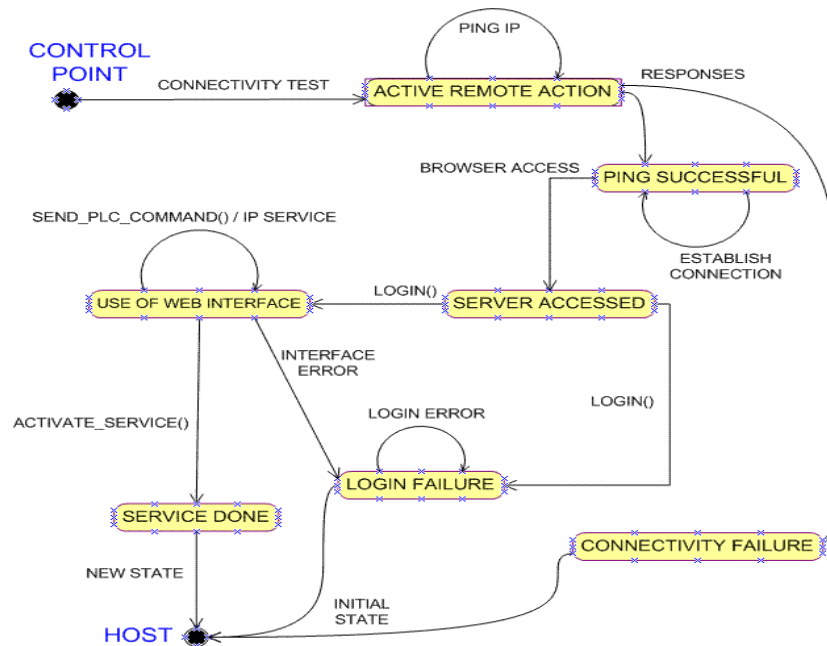 PING IP
CONTROL
POINT
CONNECTIVITY TEST
ACTIVE REMOTE ACTION
RESPONSES
BROWSER ACCESS
PING SUCCESSFUL
SEND_PLC_COMMAND() / IP SERVICE
ESTABLISH
CONNECTION
USE OF WEB INTERFACE
LOGIN()
SERVER ACCESSED
INTERFACE
ERROR
LOGIN()
ACTIVATE_SERVICE()
LOGIN ERROR
LOGIN FAILURE
SERVICE DONE
CONNECTIVITY FAILURE
NEW STATE
INITIAL
STATE
HOST